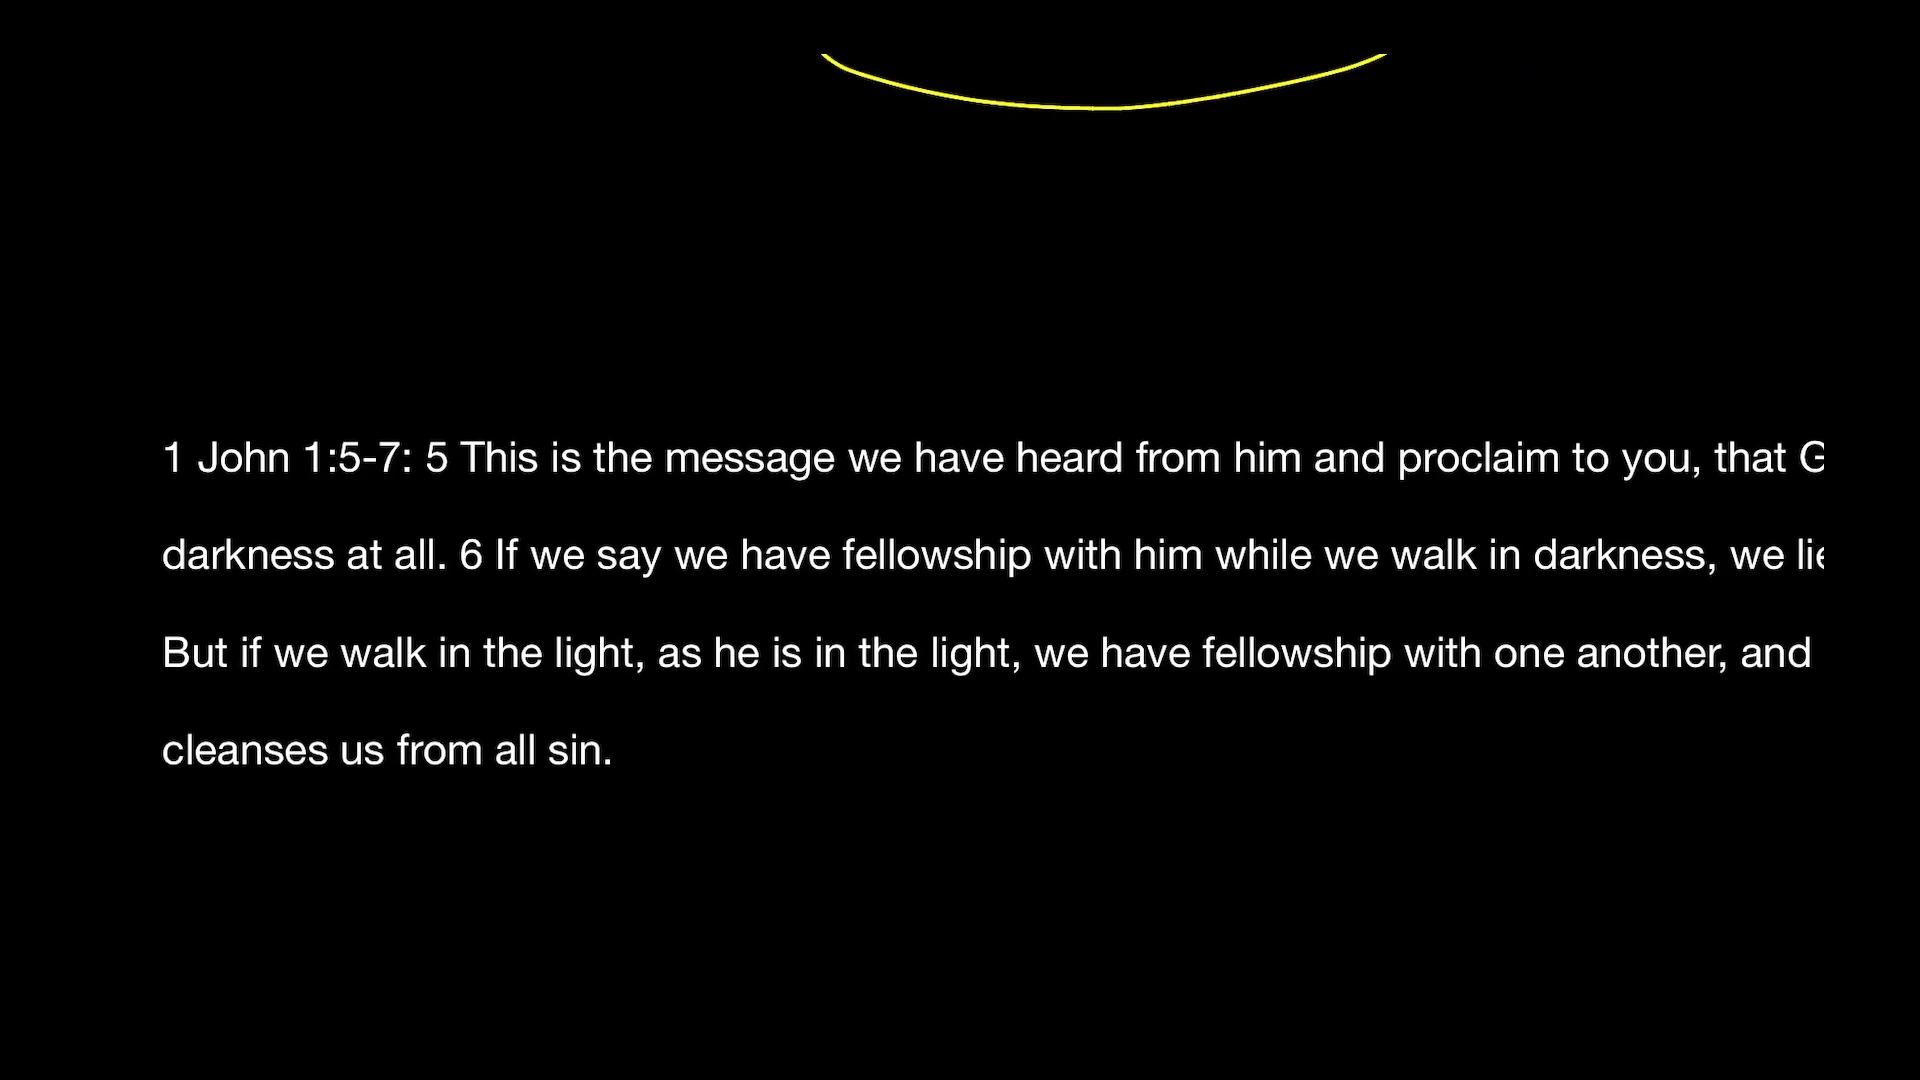 1 John 1:5-7: 5 This is the message we have heard from him and proclaim to you, that
darkness at all. 6 If we say we have fellowship with him while we walk in darkness, we
But if we walk in the light, as he is in the light, we have fellowship with one another, and
cleanses us from all sin.